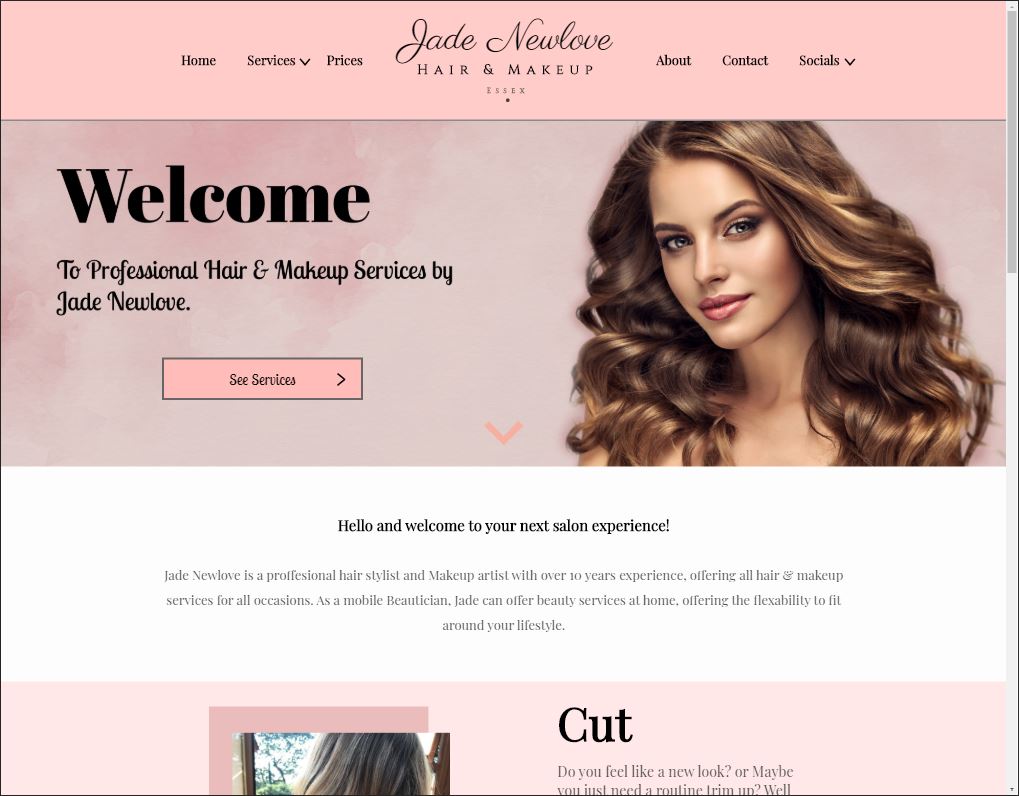 Home
Services
Prices
Jade Newlove
HAIR & MAKEUP
ESSEX
About
Contact
Socials
Welcome
To Professional Hair & Makeup Services by
Jade Newlove.
See Services
Hello and welcome to your next salon experience!
Jade Newlove is a proffesional hair stylist and Makeup artist with over 10 years experience, offering all hair & makeup
services for all occasions. As a mobile Beautician, Jade can offer beauty services at home, offering the flexability to fit
around your lifestyle.
Cut
Do you feel like a new look? or Maybe
you just need a routine trim up? Well